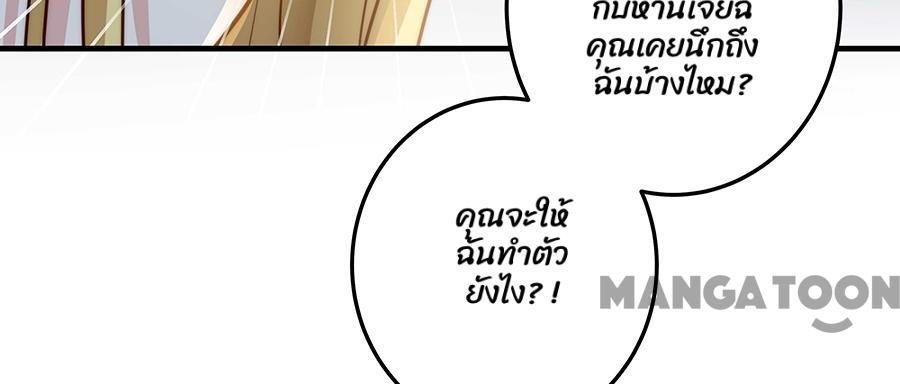 กับหานเจียฉี
คุณเคยนึกถึง
ฉันบ้างไหม?
คุณจะให้
ฉันทำตัว
ยังไง?!
MANGATOON